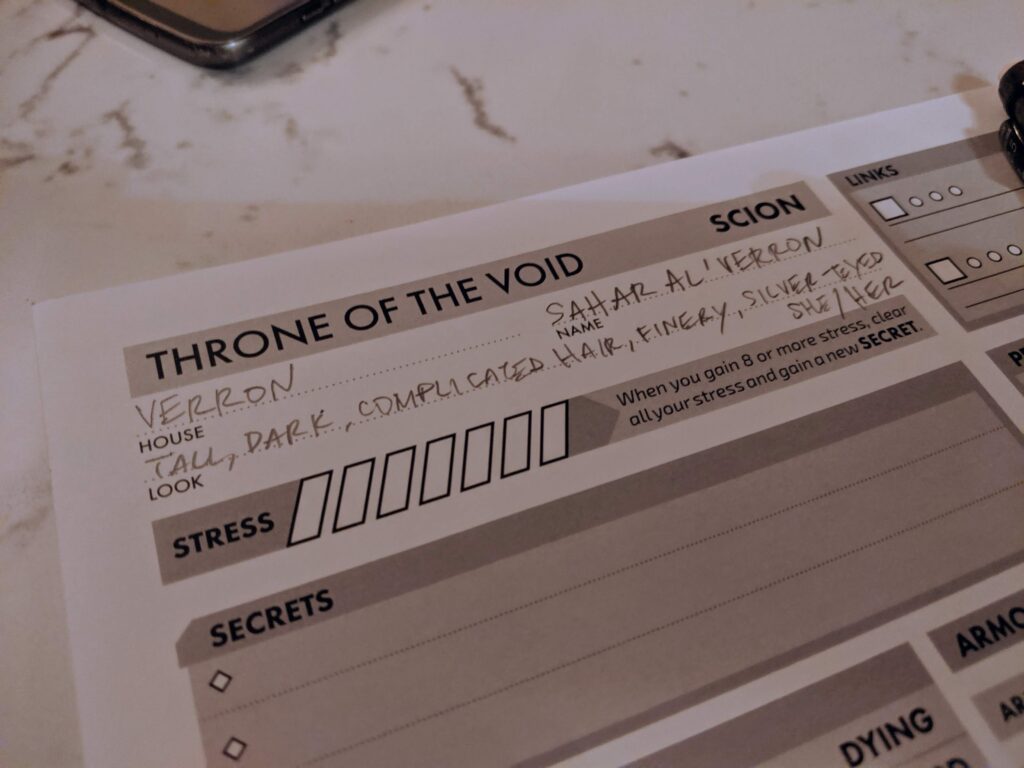 THRONE OF THE VOID SCION
VERRON SAHAR AL'VERRON
HOUSE NAME
TALL, DARK, COMPLICATED HAIR, FINERY, SILVER-EYED
SHE/HER
LOOK
STRESS
When you gain 8 or more stress, clear
all your stress and gain a new SECRET.
SECRETS
LINKS
DYING